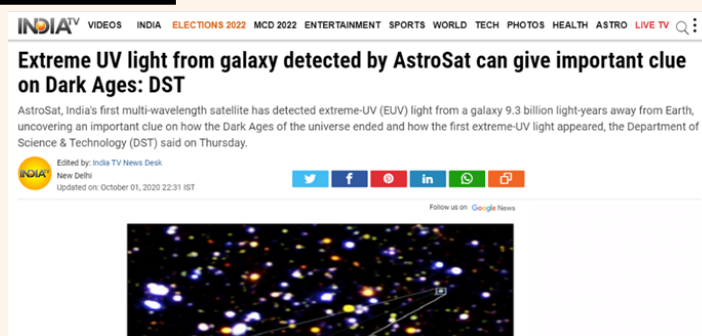 INDIA TV VIDEOS INDIA ELECTIONS 2022 MCD 2022 ENTERTAINMENT SPORTS WORLD TECH PHOTOS HEALTH ASTRO LIVE TV
Extreme UV light from galaxy detected by AstroSat can give important clue
on Dark Ages: DST
AstroSat, India's first multi-wavelength satellite has detected extreme-UV (EUV) light from a galaxy 9.3 billion light-years away from Earth,
uncovering an important clue on how the Dark Ages of the universe ended and how the first extreme-UV light appeared, the Department of
Science & Technology (DST) said on Thursday.
INDIA
Edited by: India TV News Desk
New Delhi
Updated on: October 01, 2020 22:31 IST
Follow us on Google News